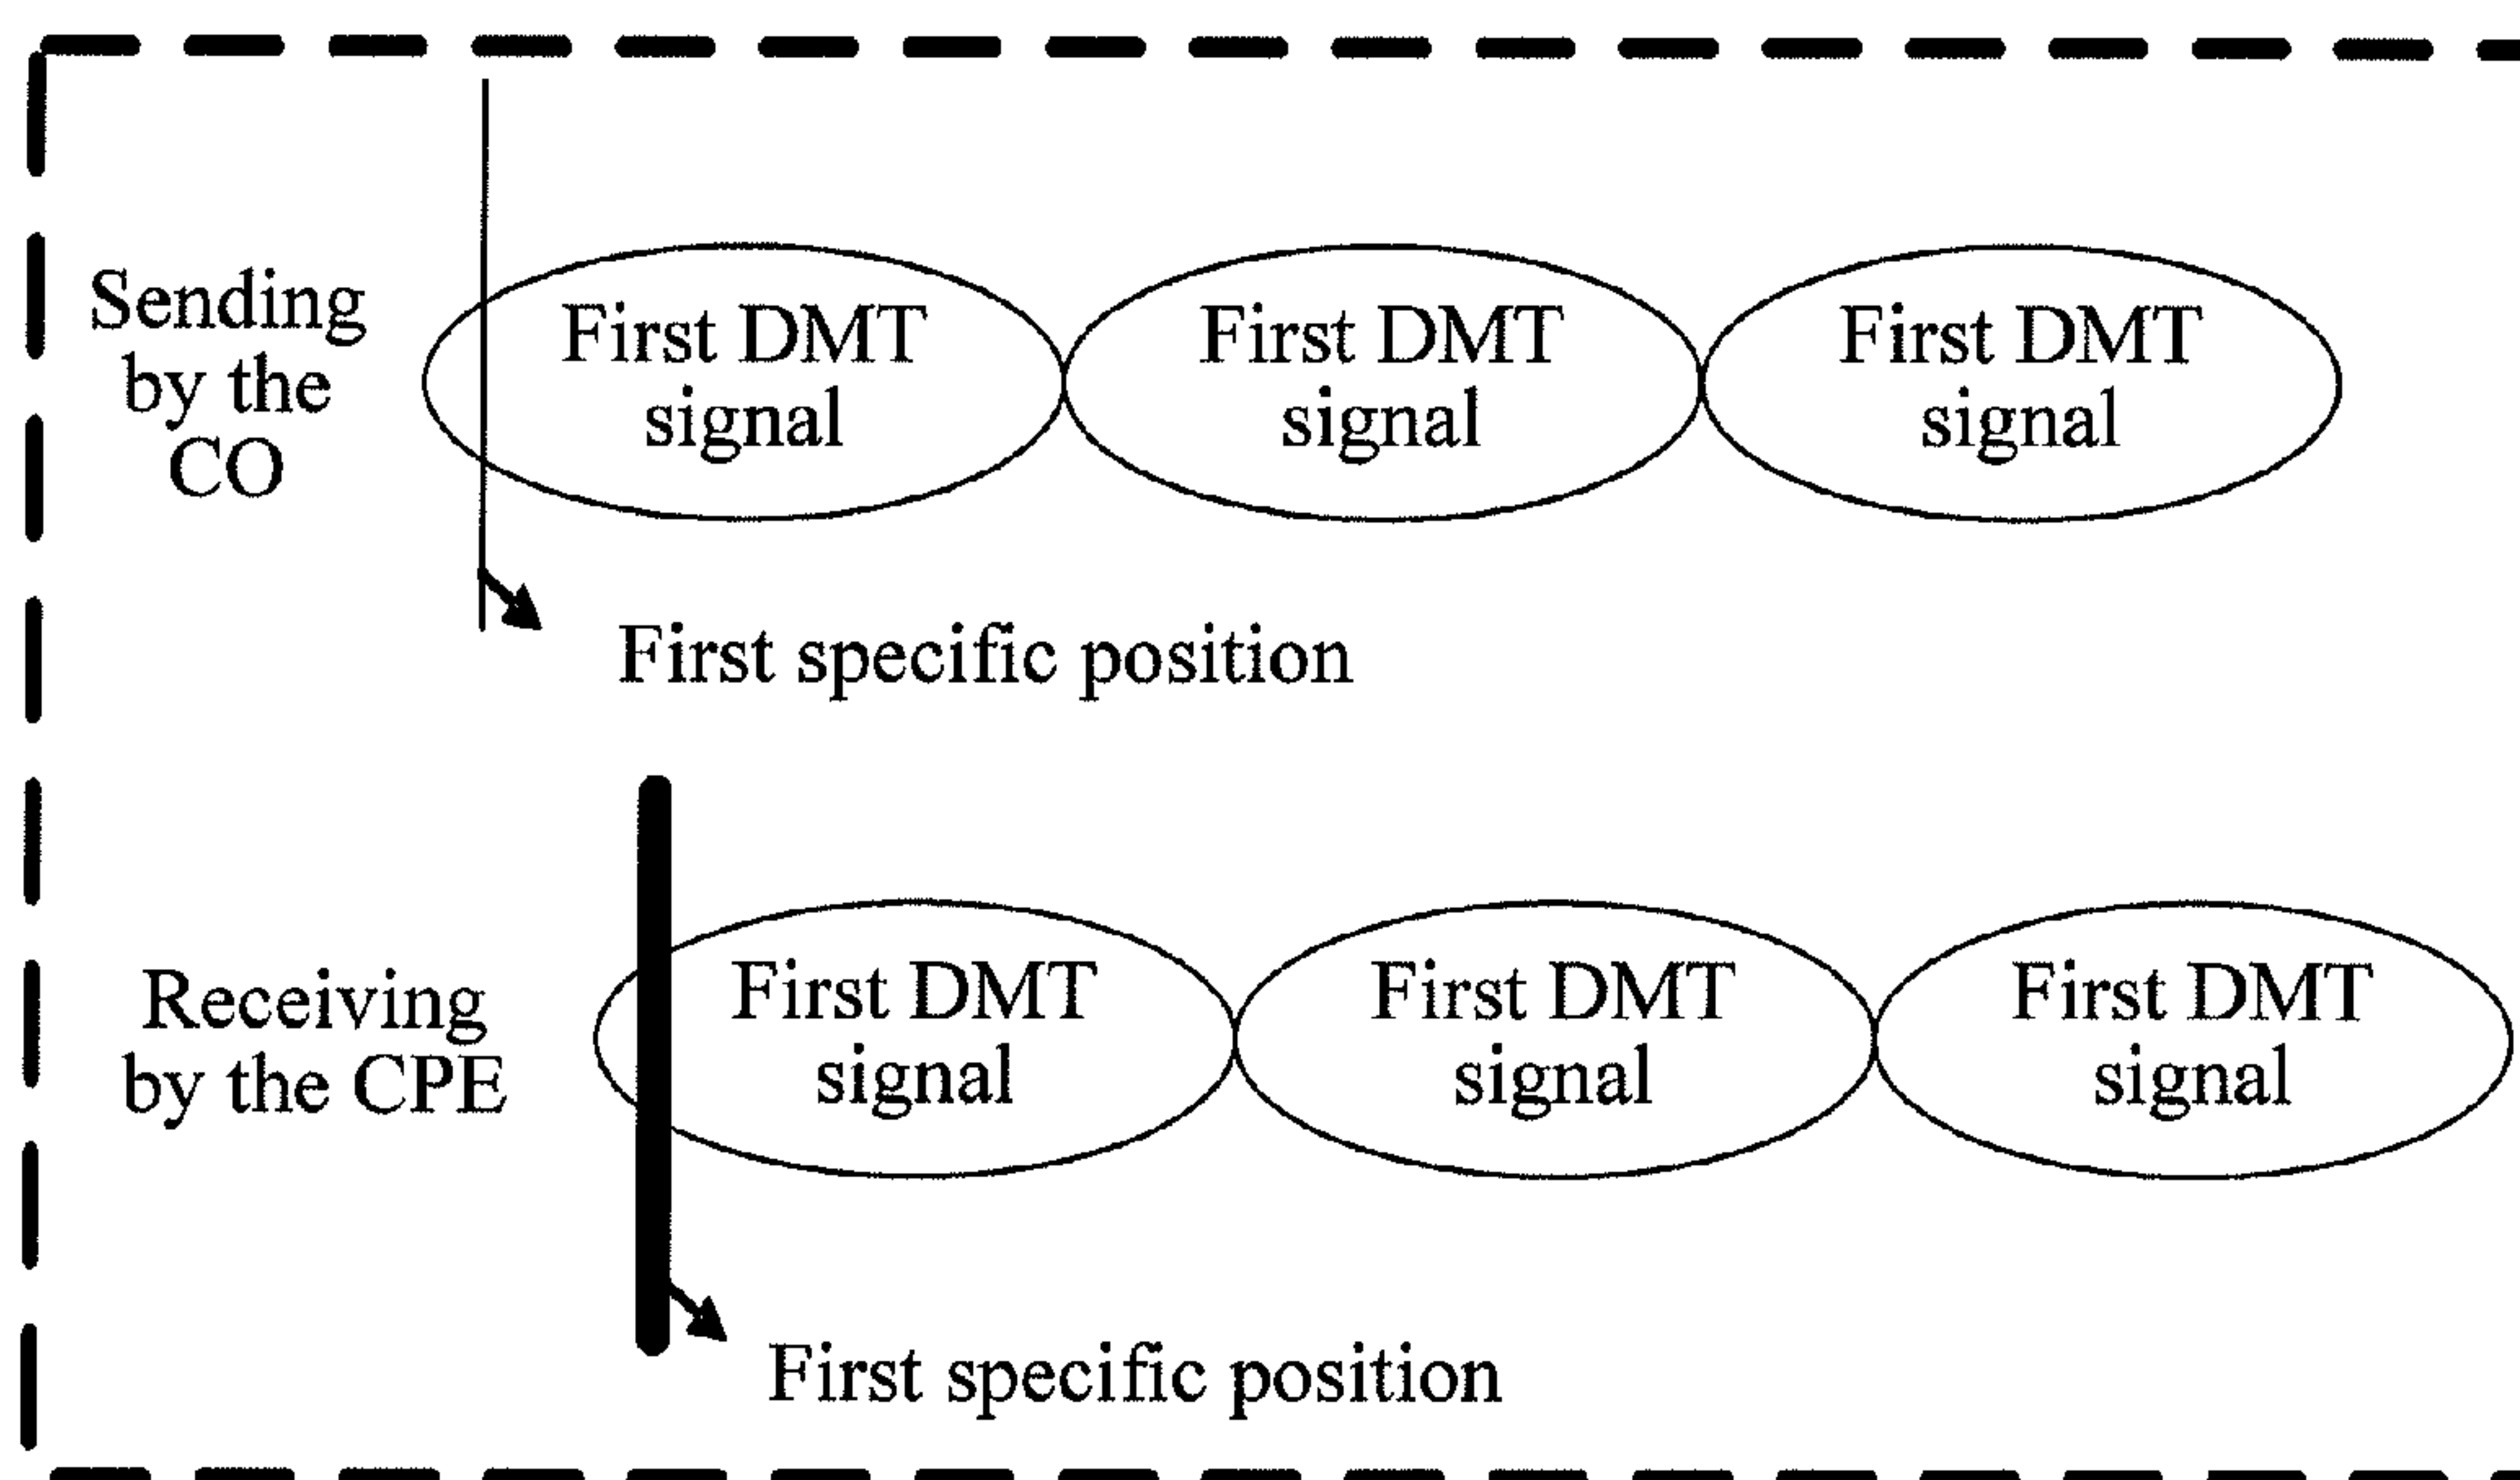 Sending
by the
CO
First DMT
signal
First DMT
signal
First DMT
signal
First specific position
Receiving
by the CPE
First DMT
signal
First DMT
signal
First DMT
signal
First specific position